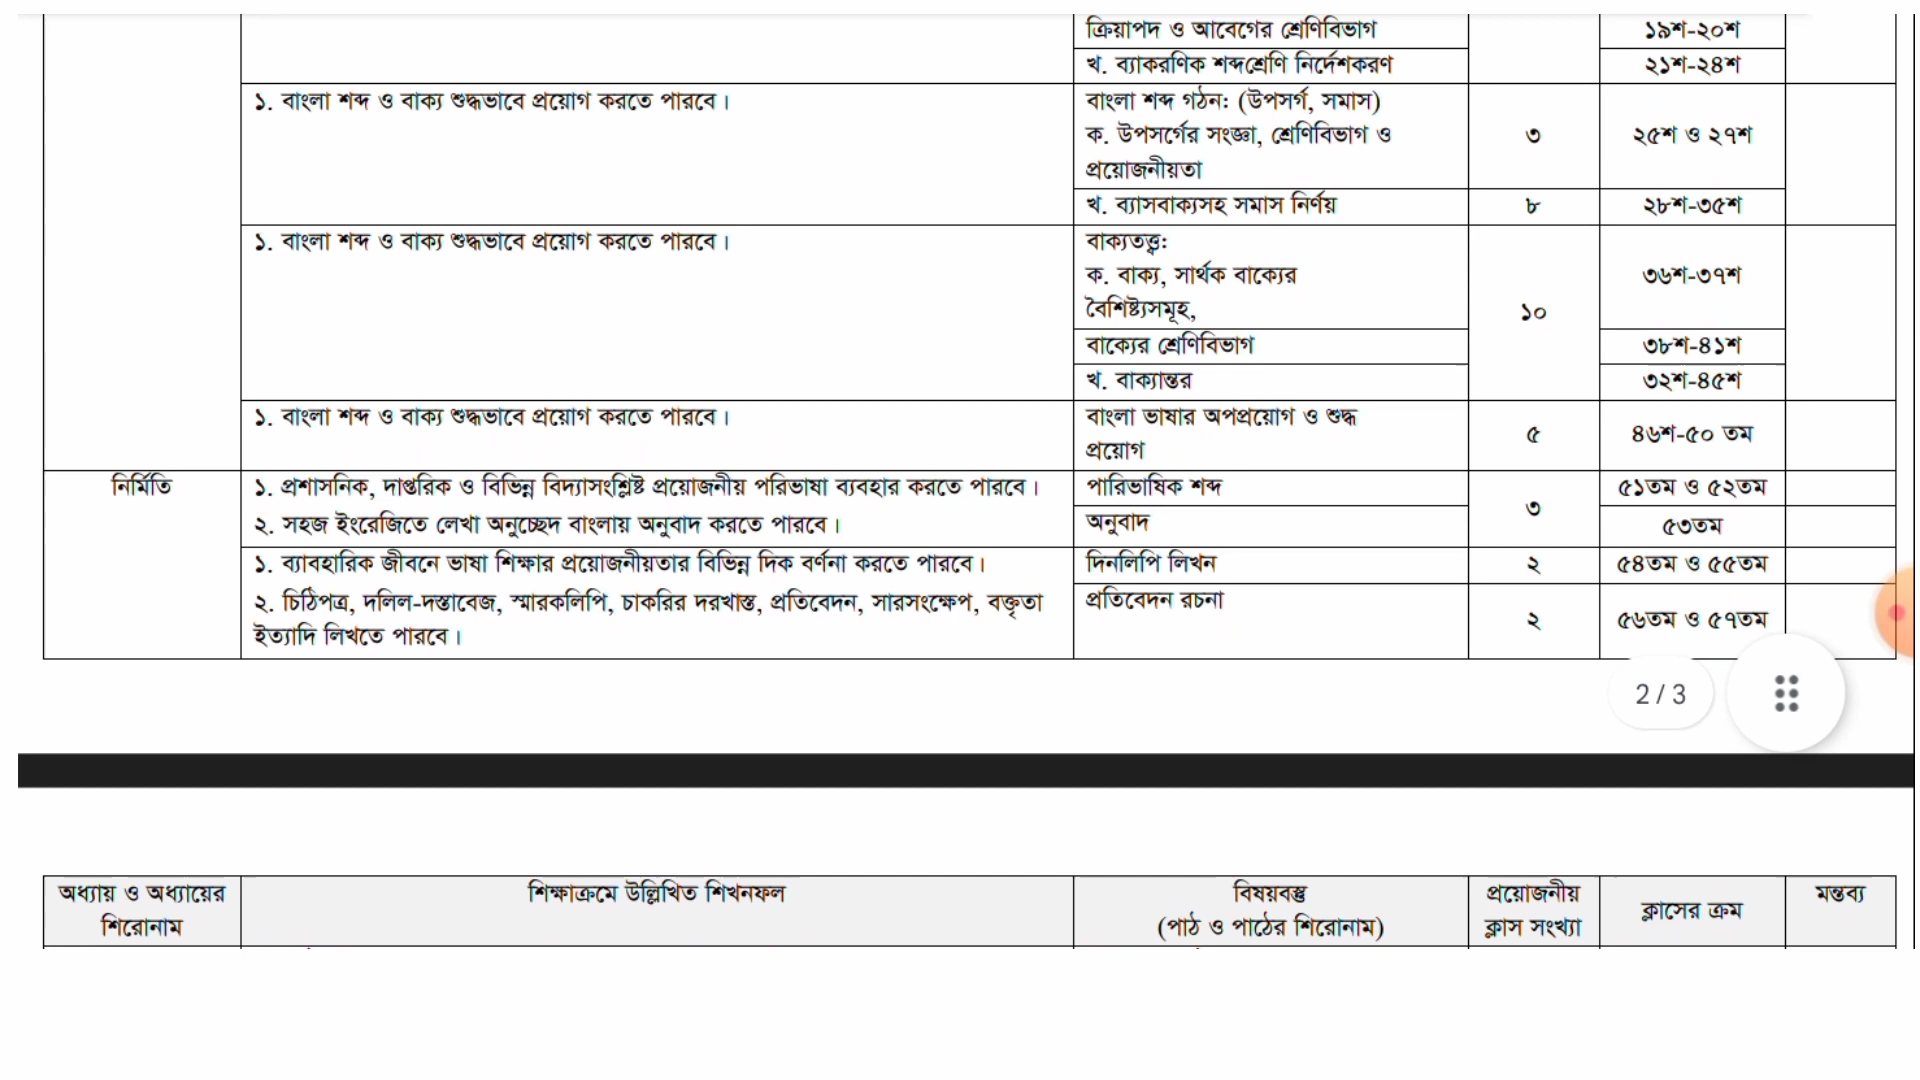 ক্রিয়াপদ ও আবেগের শ্রেণিবিভাগ
১৯শ-২০শ
খ. ব্যাকরণিক শব্দশ্রেণি নির্দেশকরণ
২১শ-২৪শ
১. বাংলা শব্দ ও বাক্য শুদ্ধভাবে প্রয়োগ করতে পারবে।
বাংলা শব্দ গঠন: (উপসর্গ, সমাস)
ক. উপসর্গের সংজ্ঞা, শ্রেণিবিভাগ ও
প্রয়োজনীয়তা
৩
২৫শ ও ২৭শ
খ. ব্যাসবাক্যসহ সমাস নির্ণয়
৮
২৮শ-৩৫শ
১. বাংলা শব্দ ও বাক্য শুদ্ধভাবে প্রয়োগ করতে পারবে।
বাক্যতত্ত্ব:
ক. বাক্য, সার্থক বাক্যের
বৈশিষ্ট্যসমূহ,
১০
৩৬শ-৩৭শ
বাক্যের শ্রেণিবিভাগ
৩৮শ-৪১শ
খ. বাক্যান্তর
৩২শ-৪৫শ
১. বাংলা শব্দ ও বাক্য শুদ্ধভাবে প্রয়োগ করতে পারবে।
বাংলা ভাষার অপপ্রয়োগ ও শুদ্ধ
প্রয়োগ
৫
৪৬শ-৫০ তম
নির্মিতি
১. প্রশাসনিক, দাপ্তরিক ও বিভিন্ন বিদ্যাসংশ্লিষ্ট প্রয়োজনীয় পরিভাষা ব্যবহার করতে পারবে।
২. সহজ ইংরেজিতে লেখা অনুচ্ছেদ বাংলায় অনুবাদ করতে পারবে।
পারিভাষিক শব্দ
৩
৫১তম ও ৫২তম
অনুবাদ
৫৩তম
১. ব্যাবহারিক জীবনে ভাষা শিক্ষার প্রয়োজনীয়তার বিভিন্ন দিক বর্ণনা করতে পারবে।
২. চিঠিপত্র, দলিল-দস্তাবেজ, স্মারকলিপি, চাকরির দরখাস্ত, প্রতিবেদন, সারসংক্ষেপ, বক্তৃতা
ইত্যাদি লিখতে পারবে।
দিনলিপি লিখন
২
৫৪তম ও ৫৫তম
প্রতিবেদন রচনা
২
৫৬তম ও ৫৭তম
2 / 3
অধ্যায় ও অধ্যায়ের
শিরোনাম
শিক্ষাক্রমে উল্লিখিত শিখনফল
বিষয়বস্তু
(পাঠ ও পাঠের শিরোনাম)
প্রয়োজনীয়
ক্লাস সংখ্যা
ক্লাসের ক্রম
মন্তব্য